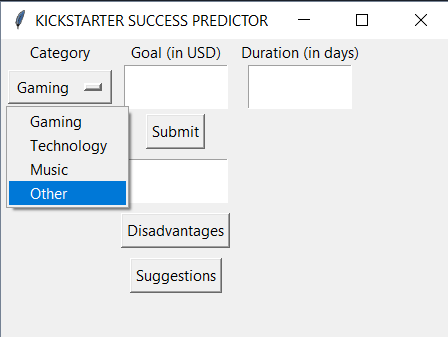 KICKSTARTER SUCCESS PREDICTOR
Category Goal (in USD) Duration (in days)
Gaming
Gaming
Technology
Music
Other
Submit
Disadvantages
Suggestions